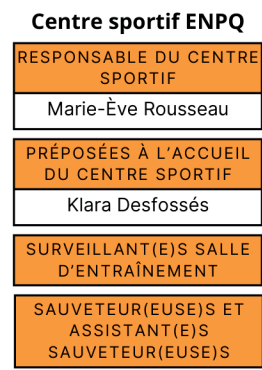 Centre sportif ENPQ
RESPONSABLE DU CENTRE
SPORTIF
Marie-Ève Rousseau
PRÉPOSÉES À L’ACCUEIL
DU CENTRE SPORTIF
Klara Desfossés
SURVEILLANT(E)S SALLE
D’ENTRAÎNEMENT
SAUVETEUR(EUSE)S ET
ASSISTANT(E)S
SAUVETEUR(EUSE)S